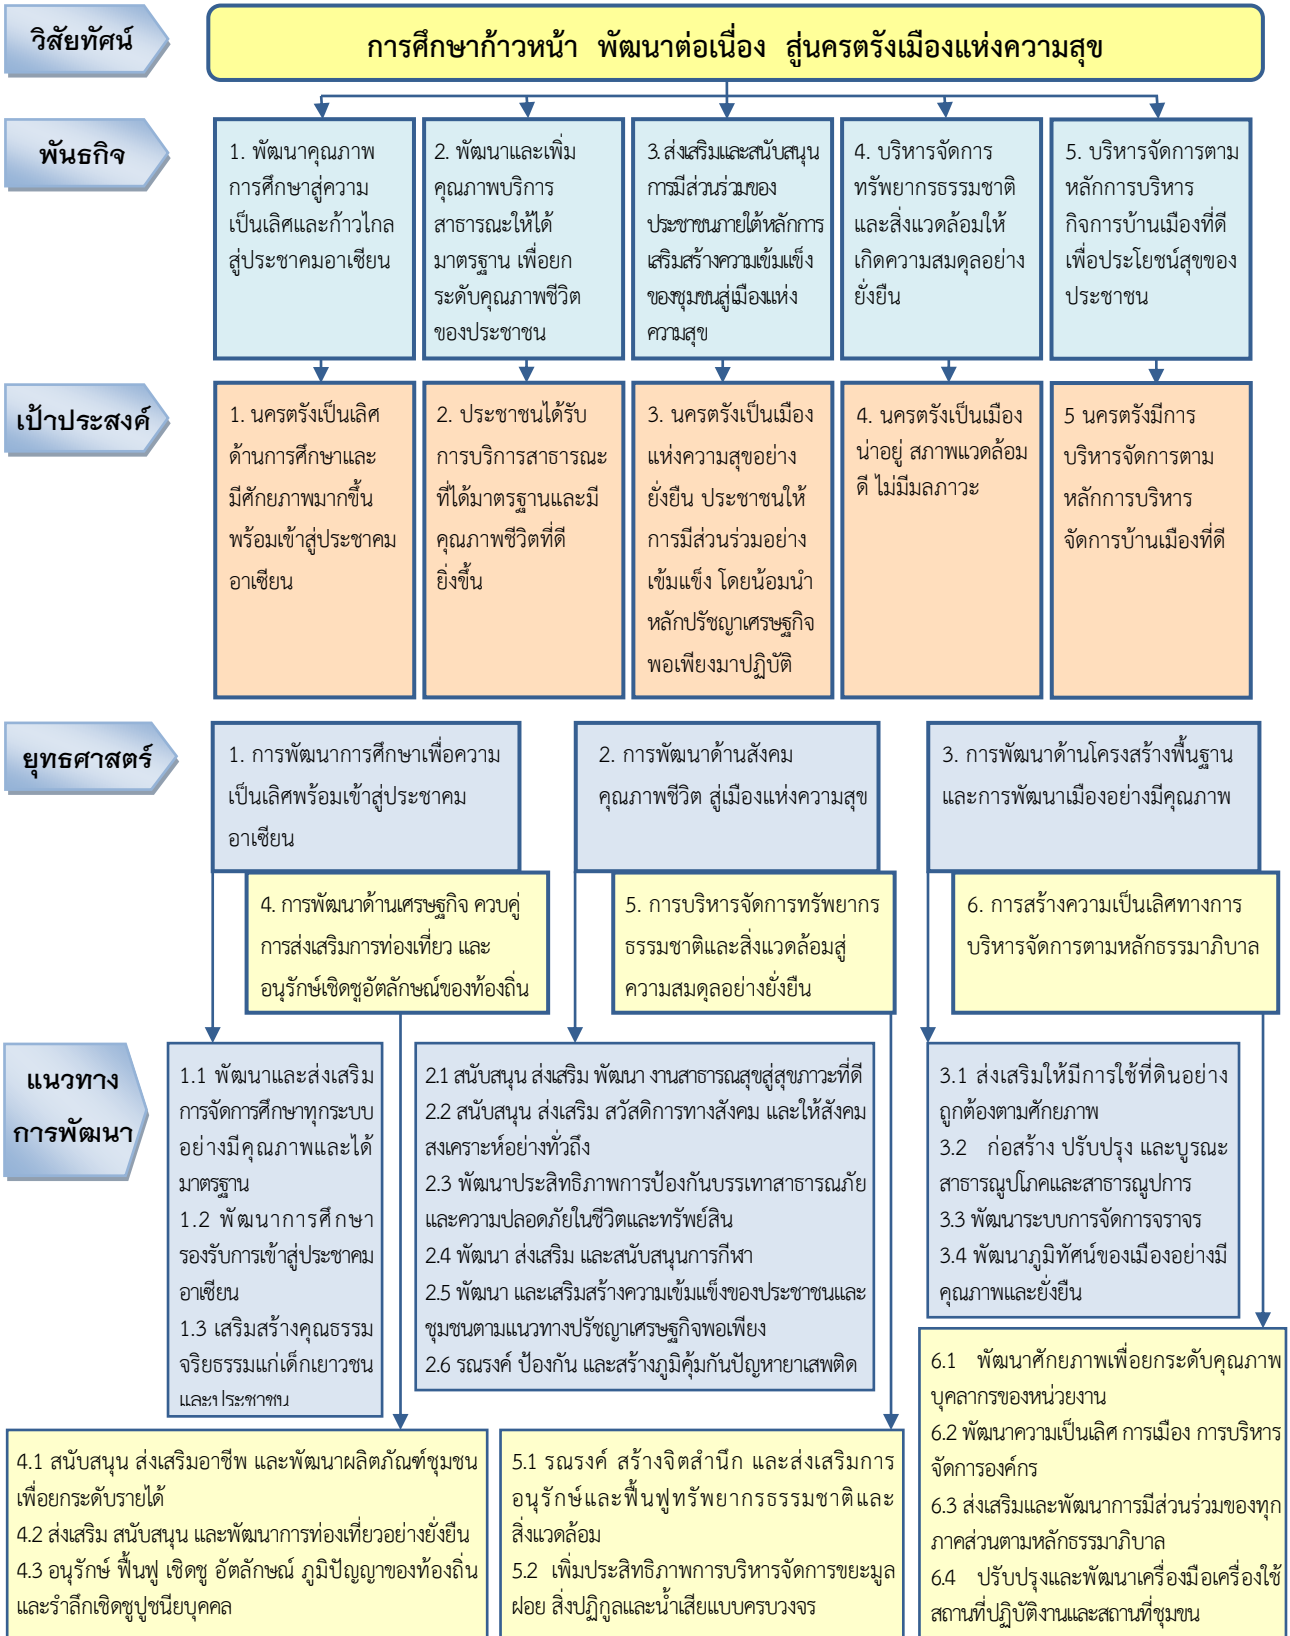 วิสัยทัศน์
การศึกษาก้าวหน้า พัฒนาต่อเนื่อง สู่นครตรังเมืองแห่งความสุข
พันธกิจ
1. พัฒนาคุณภาพ
การศึกษาสู่ความ
เป็นเลิศและก้าวไกล
สู่ประชาคมอาเซียน
2. พัฒนาและเพิ่ม
คุณภาพบริการ
สาธารณะให้ได้
มาตรฐาน เพื่อยก
ระดับคุณภาพชีวิต
ของประชาชน
3. ส่งเสริมและสนับสนุน
การมีส่วนร่วมของ
ประชาชนภายใต้หลักการ
เสริมสร้างความเข้มแข็ง
ของชุมชนสู่เมืองแห่ง
ความสุข
4. บริหารจัดการ
ทรัพยากรธรรมชาติ
และสิ่งแวดล้อมให้
เกิดความสมดุลอย่าง
ยั่งยืน
5. บริหารจัดการตาม
หลักการบริหาร
กิจการบ้านเมืองที่ดี
เพื่อประโยชน์สุขของ
ประชาชน
เป้าประสงค์
1. นครตรังเป็นเลิศ
ด้านการศึกษาและ
มีศักยภาพมากขึ้น
พร้อมเข้าสู่ประชาคม
อาเซียน
2. ประชาชนได้รับ
การบริการสาธารณะ
ที่ได้มาตรฐานและมี
คุณภาพชีวิตที่ดี
ยิ่งขึ้น
3. นครตรังเป็นเมือง
แห่งความสุขอย่าง
ยั่งยืน ประชาชนให้
การมีส่วนร่วมอย่าง
เข้มแข็ง โดยน้อมนำ
หลักปรัชญาเศรษฐกิจ
พอเพียงมาปฏิบัติ
4. นครตรังเป็นเมือง
น่าอยู่ สภาพแวดล้อม
ดี ไม่มีมลภาวะ
5 นครตรังมีการ
บริหารจัดการตาม
หลักการบริหาร
จัดการบ้านเมืองที่ดี
ยุทธศาสตร์
1. การพัฒนาการศึกษาเพื่อความ
เป็นเลิศพร้อมเข้าสู่ประชาคม
อาเซียน
2. การพัฒนาด้านสังคม
คุณภาพชีวิต สู่เมืองแห่งความสุข
3. การพัฒนาด้านโครงสร้างพื้นฐาน
และการพัฒนาเมืองอย่างมีคุณภาพ
4. การพัฒนาด้านเศรษฐกิจ ควบคู่
การส่งเสริมการท่องเที่ยว และ
อนุรักษ์เชิดชูอัตลักษณ์ของท้องถิ่น
5. การบริหารจัดการทรัพยากร
ธรรมชาติและสิ่งแวดล้อมสู่
ความสมดุลอย่างยั่งยืน
6. การสร้างความเป็นเลิศทางการ
บริหารจัดการตามหลักธรรมาภิบาล
แนวทาง
การพัฒนา
1.1 พัฒนาและส่งเสริม
การจัดการศึกษาทุกระบบ
อย่างมีคุณภาพและได้
มาตรฐาน
1.2 พัฒนาการศึกษา
รองรับการเข้าสู่ประชาคม
อาเซียน
1.3 เสริมสร้างคุณธรรม
จริยธรรมแก่เด็กเยาวชน
และประชาชน
2.1 สนับสนุน ส่งเสริม พัฒนา งานสาธารณสุขสู่สุขภาวะที่ดี
2.2 สนับสนุน ส่งเสริม สวัสดิการทางสังคม และให้สังคม
สงเคราะห์อย่างทั่วถึง
2.3 พัฒนาประสิทธิภาพการป้องกันบรรเทาสาธารณภัย
และความปลอดภัยในชีวิตและทรัพย์สิน
2.4 พัฒนา ส่งเสริม และสนับสนุนการกีฬา
2.5 พัฒนา และเสริมสร้างความเข้มแข็งของประชาชนและ
ชุมชนตามแนวทางปรัชญาเศรษฐกิจพอเพียง
2.6 รณรงค์ ป้องกัน และสร้างภูมิคุ้มกันปัญหายาเสพติด
3.1 ส่งเสริมให้มีการใช้ที่ดินอย่าง
ถูกต้องตามศักยภาพ
3.2 ก่อสร้าง ปรับปรุง และบูรณะ
สาธารณูปโภคและสาธารณูปการ
3.3 พัฒนาระบบการจัดการจราจร
3.4 พัฒนาภูมิทัศน์ของเมืองอย่างมี
คุณภาพและยั่งยืน
4.1 สนับสนุน ส่งเสริมอาชีพ และพัฒนาผลิตภัณฑ์ชุมชน
เพื่อยกระดับรายได้
4.2 ส่งเสริม สนับสนุน และพัฒนาการท่องเที่ยวอย่างยั่งยืน
4.3 อนุรักษ์ ฟื้นฟู เชิดชู อัตลักษณ์ ภูมิปัญญาของท้องถิ่น
และรำลึกเชิดชูปูชนียบุคคล
5.1 รณรงค์ สร้างจิตสำนึก และส่งเสริมการ
อนุรักษ์และฟื้นฟูทรัพยากรธรรมชาติและ
สิ่งแวดล้อม
5.2 เพิ่มประสิทธิภาพการบริหารจัดการขยะมูล
ฝอย สิ่งปฏิกูลและน้ำเสียแบบครบวงจร
6.1 พัฒนาศักยภาพเพื่อยกระดับคุณภาพ
บุคลากรของหน่วยงาน
6.2 พัฒนาความเป็นเลิศ การเมือง การบริหาร
จัดการองค์กร
6.3 ส่งเสริมและพัฒนาการมีส่วนร่วมของทุก
ภาคส่วนตามหลักธรรมาภิบาล
6.4 ปรับปรุงและพัฒนาเครื่องมือเครื่องใช้
สถานที่ปฏิบัติงานและสถานที่ชุมขน